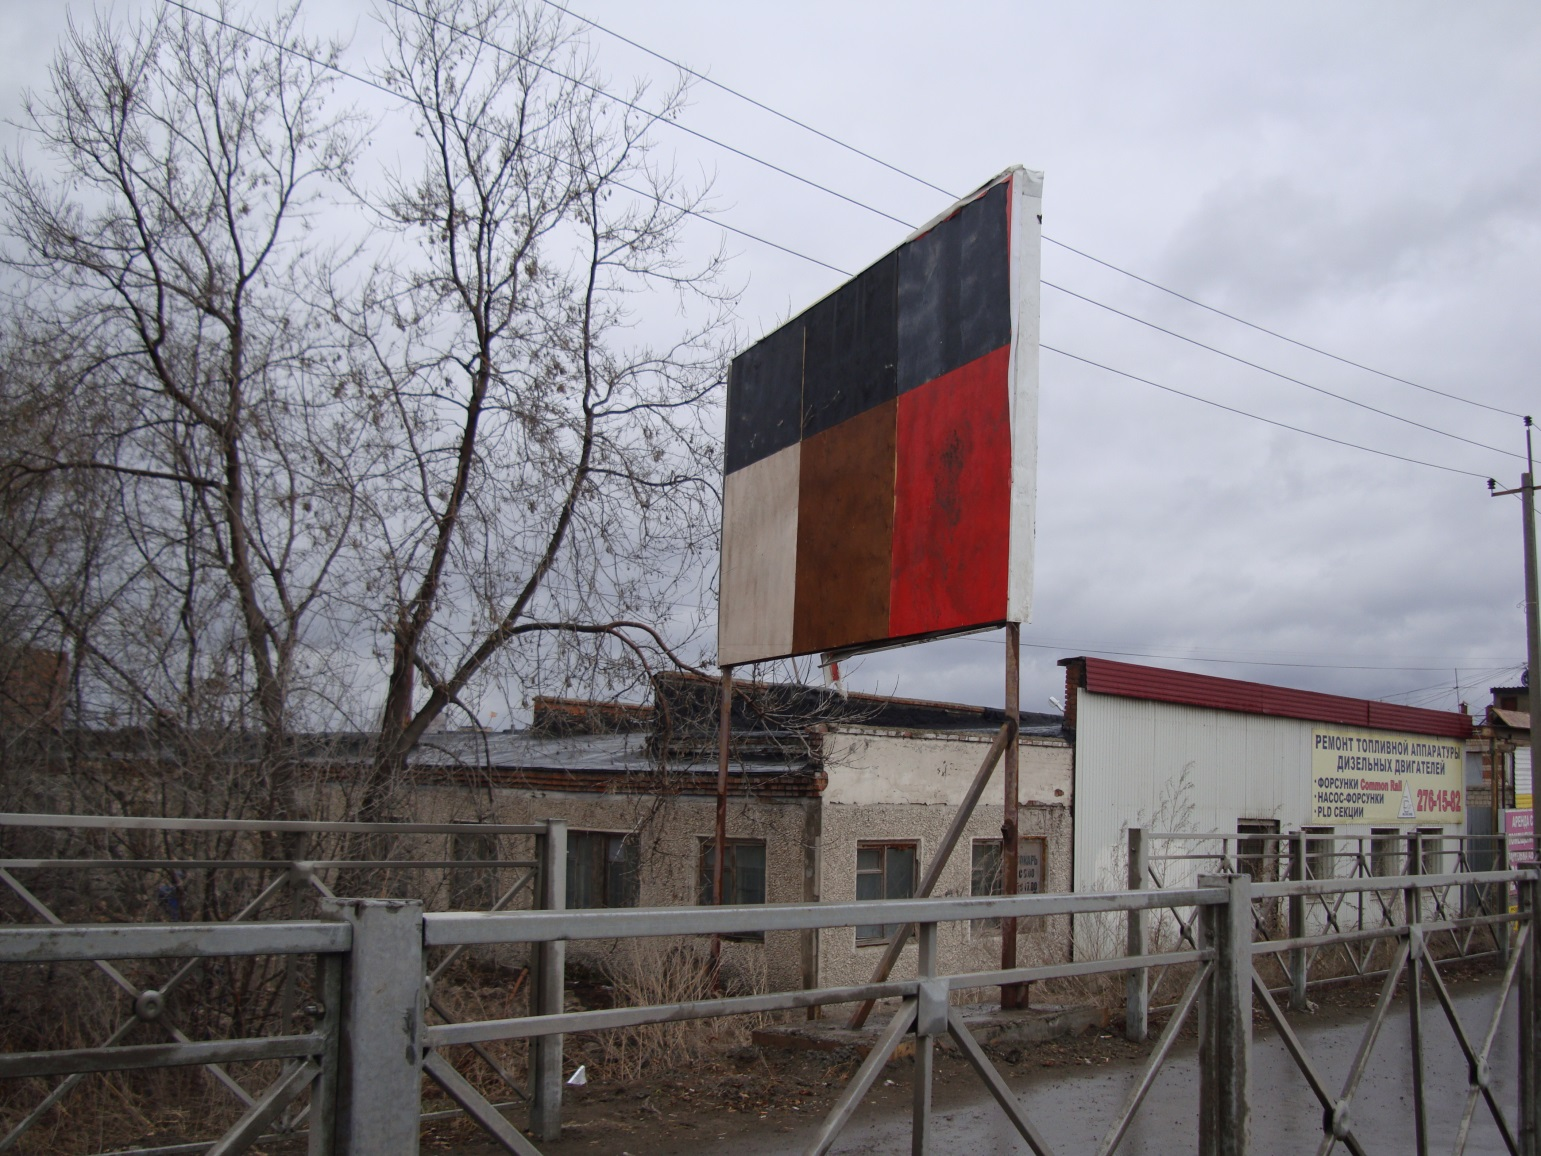 РЕМОНТ ТОПЛИВНОЙ АППАРАТУРЫ
ДИЗЕЛЬНЫХ ДВИГАТЕЛЕЙ
·ФОРСУНКИ Common Rail
·НАСОС-ФОРСУНКИ
·PLD СЕКЦИИ
276-15-82